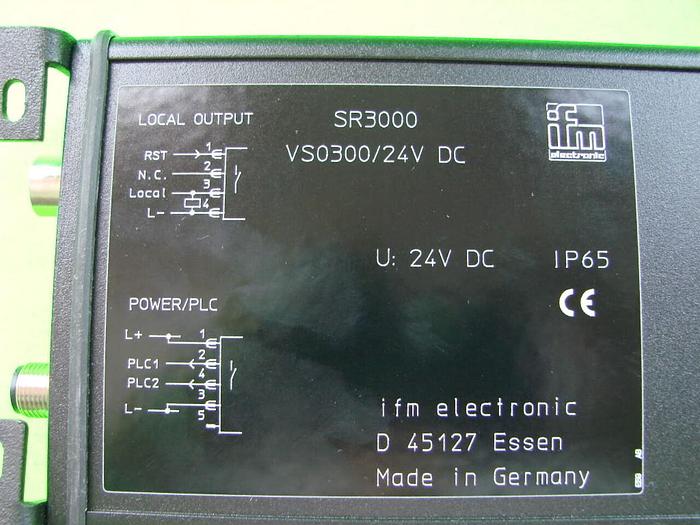 LOCAL OUTPUT
RST 1
N.C. 2
Local 3
L- 4
SR3000
VS0300/24V DC
ifm
electronic
U: 24V DC IP65
CE
POWER/PLC
L+ 1
PLC1 2
PLC2 4
L- 3
5
ifm electronic
D 45127 Essen
Made in Germany